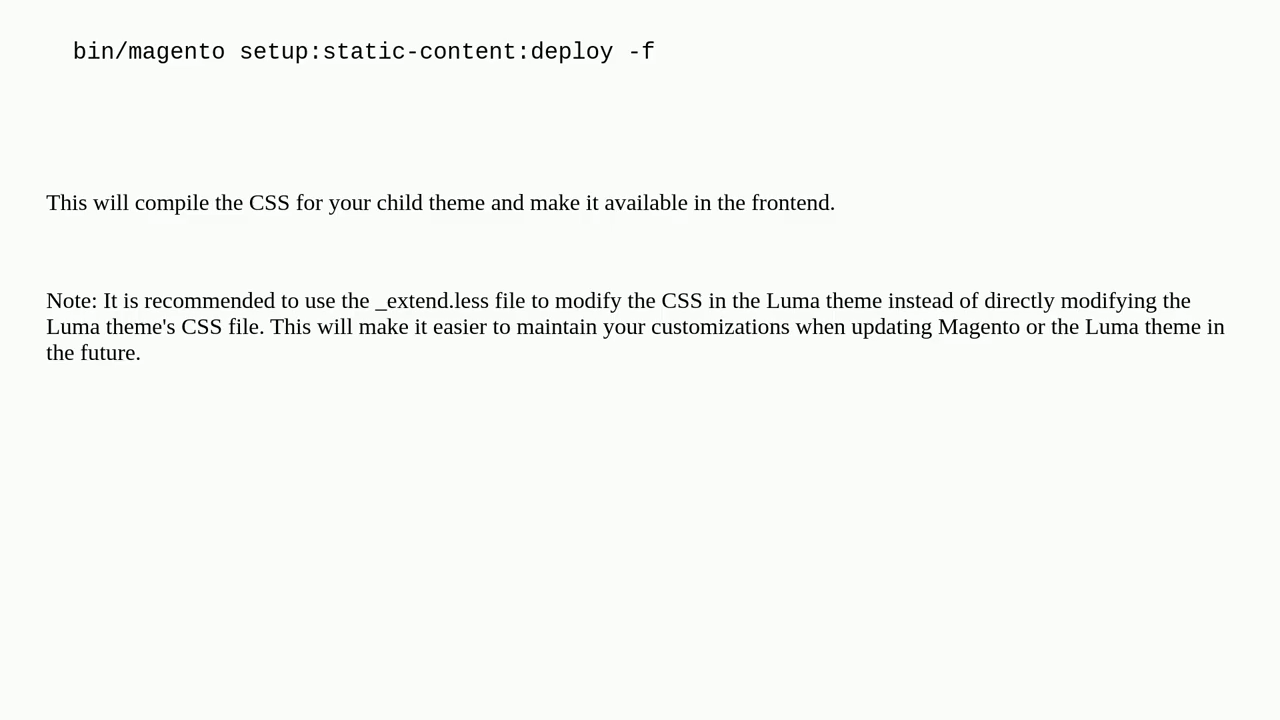 bin/magento setup:static-content:deploy -f
This will compile the CSS for your child theme and make it available in the frontend.
Note: It is recommended to use the _extend.less file to modify the CSS in the Luma theme instead of directly modifying the
Luma theme's CSS file. This will make it easier to maintain your customizations when updating Magento or the Luma theme in
the future.